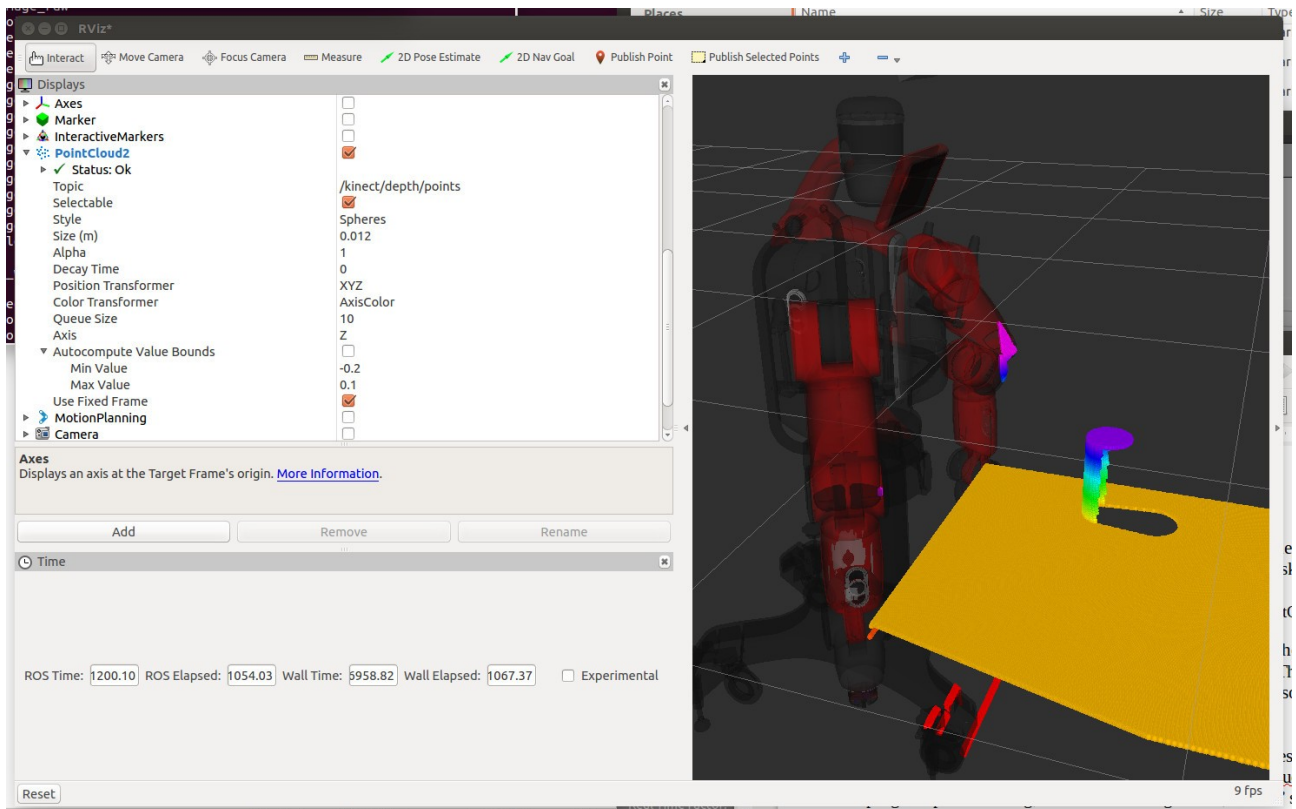 Places
Name
Size
RViz*
Interact
Move Camera
Focus Camera
Measure
2D Pose Estimate
2D Nav Goal
Publish Point
Publish Selected Points
Displays
Axes
Marker
InteractiveMarkers
PointCloud2
Status: Ok
Topic /kinect/depth/points
Selectable
Style Spheres
Size (m) 0.012
Alpha 1
Decay Time 0
Position Transformer XYZ
Color Transformer AxisColor
Queue Size 10
Axis Z
Autocompute Value Bounds
Min Value -0.2
Max Value 0.1
Use Fixed Frame
MotionPlanning
Camera
Axes
Displays an axis at the Target Frame's origin. More Information.
Add Remove Rename
Time
ROS Time: 1200.10 ROS Elapsed: 1054.03 Wall Time: 5958.82 Wall Elapsed: 1067.37 Experimental
Reset
9 fps